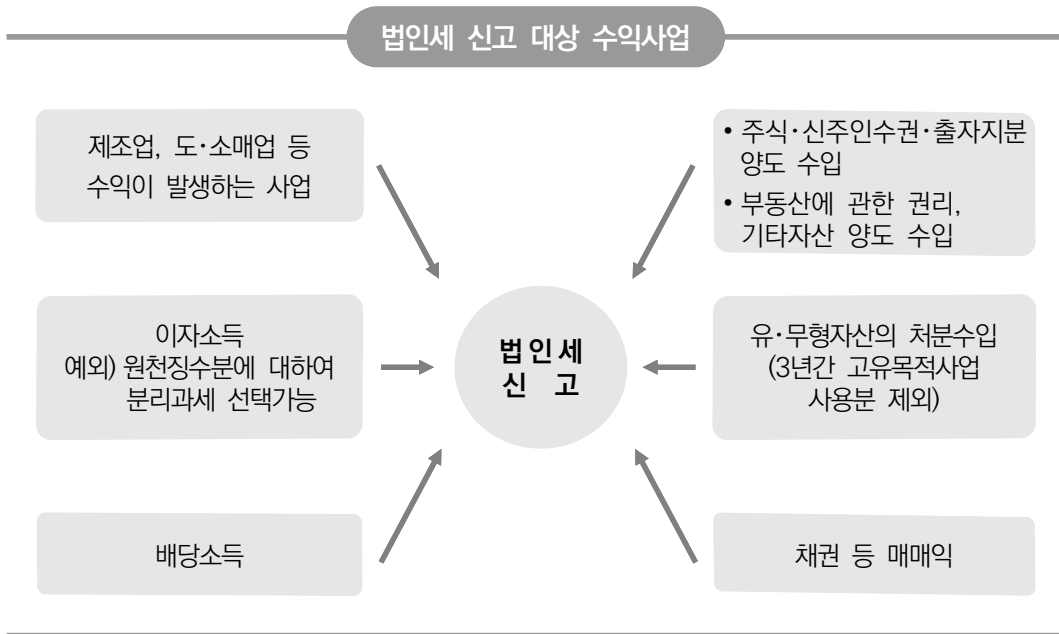 법인세 신고 대상 수익사업
제조업, 도·소매업 등
수익이 발생하는 사업
이자소득
예외) 원천징수분에 대하여
분리과세 선택가능
배당소득
법인세
신 고
• 주식·신주인수권·출자지분
양도 수입
• 부동산에 관한 권리,
기타자산 양도 수입
유·무형자산의 처분수입
(3년간 고유목적사업
사용분 제외)
채권 등 매매익